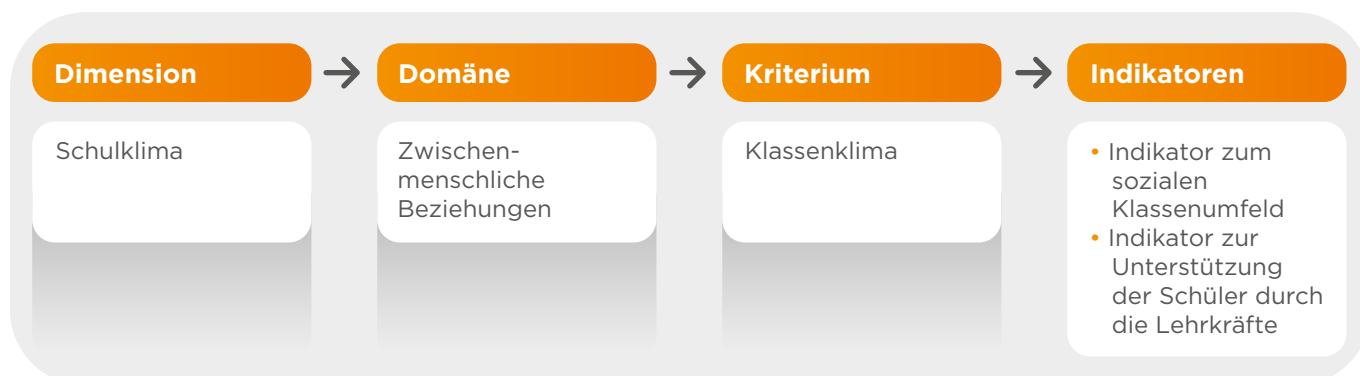 Dimension
Domäne
Kriterium
Indikatoren
Schulklima
Zwischen-
menschliche
Beziehungen
Klassenklima
• Indikator zum
sozialen
Klassenumfeld
• Indikator zur
Unterstützung
der Schüler durch
die Lehrkräfte